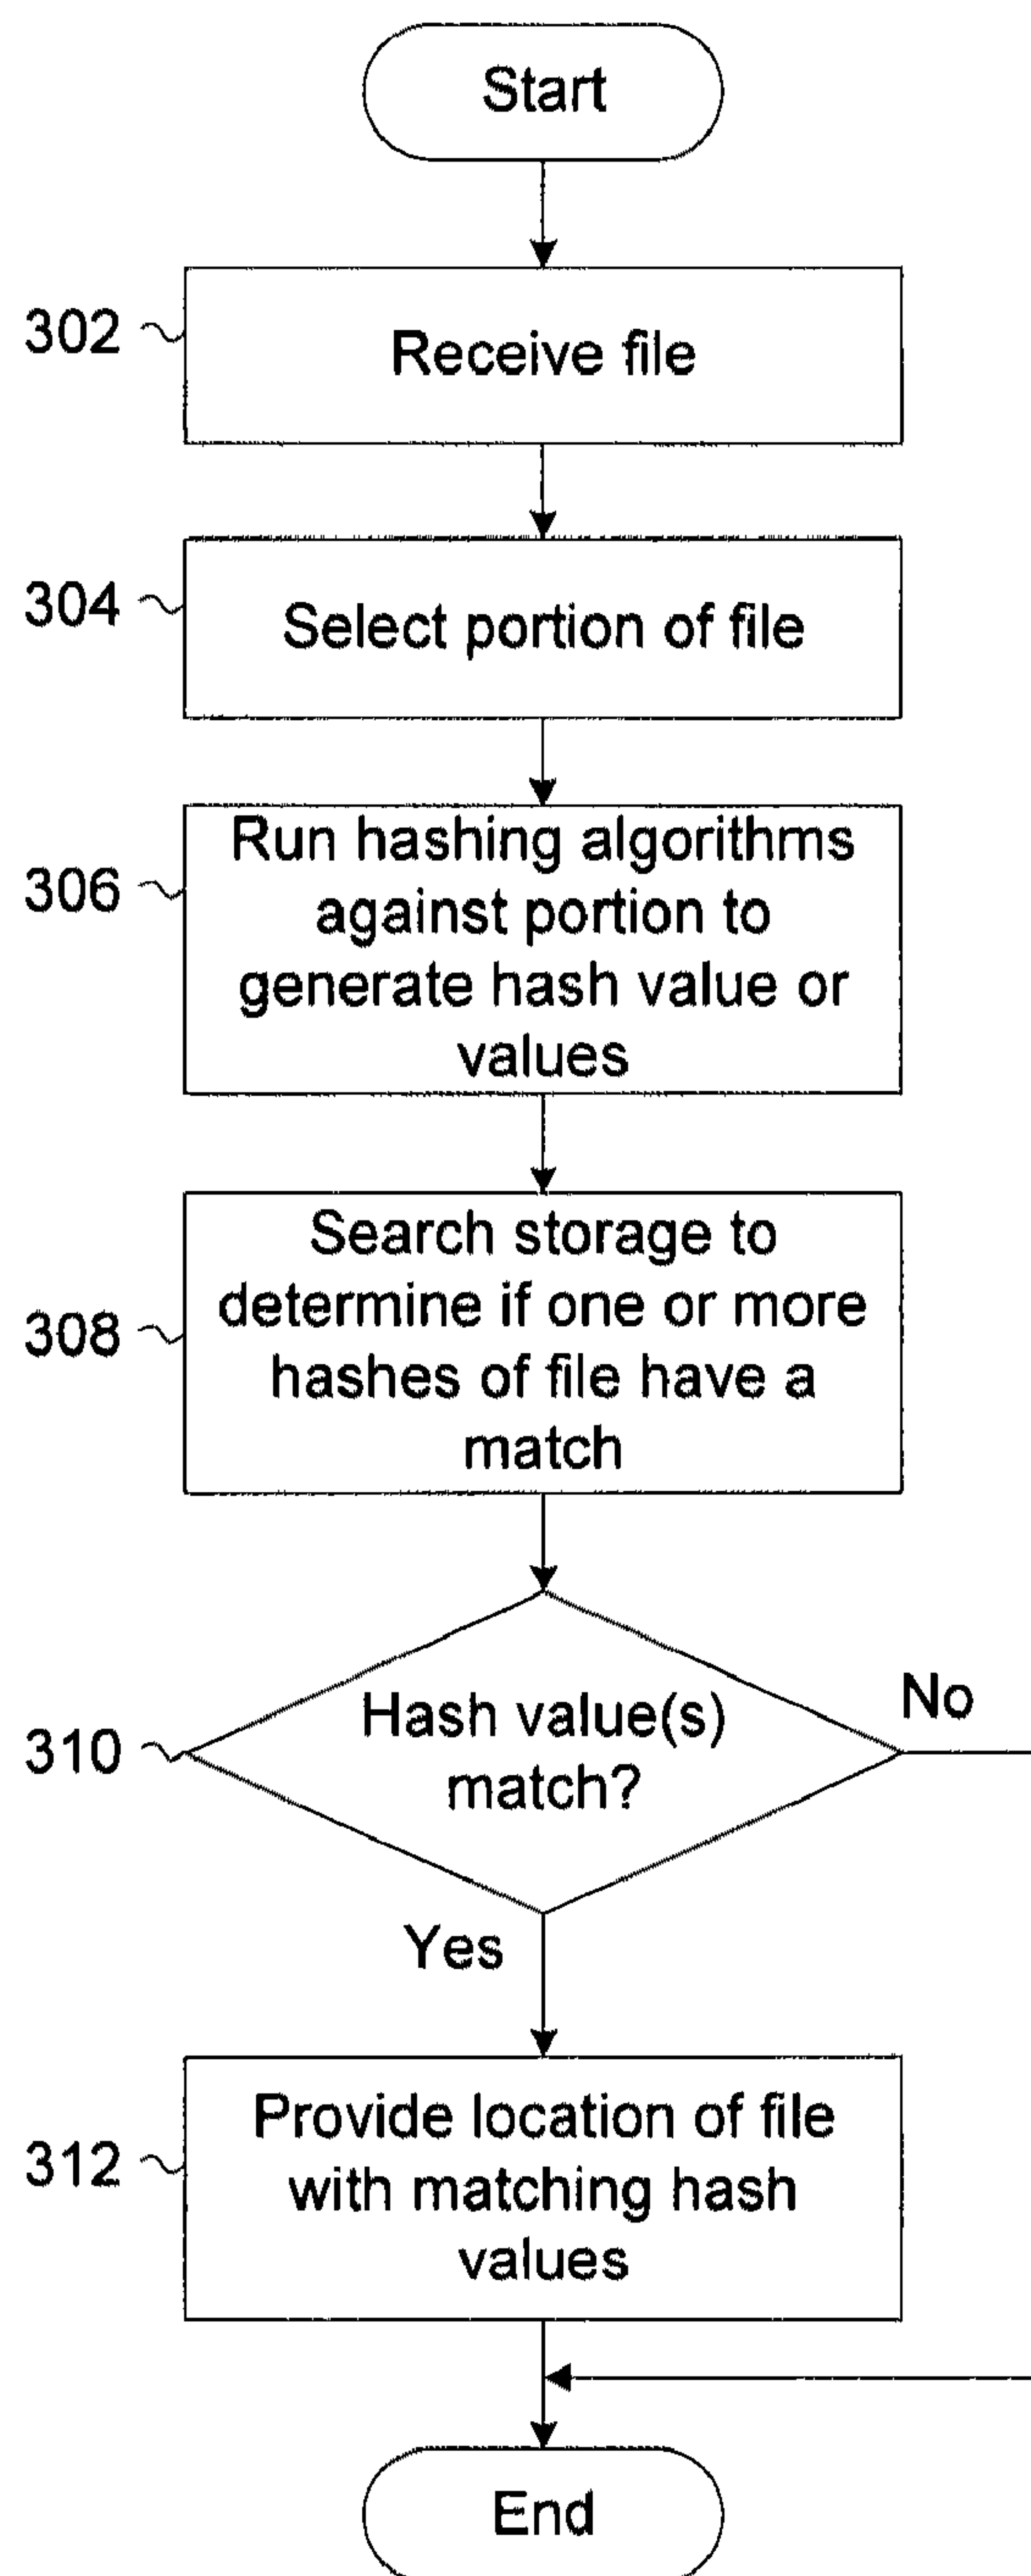 Start
302
Receive file
304
Select portion of file
306
Run hashing algorithms
against portion to
generate hash value or
values
308
Search storage to
determine if one or more
hashes of file have a
match
310
Hash value(s)
match?
No
Yes
312
Provide location of file
with matching hash
values
End